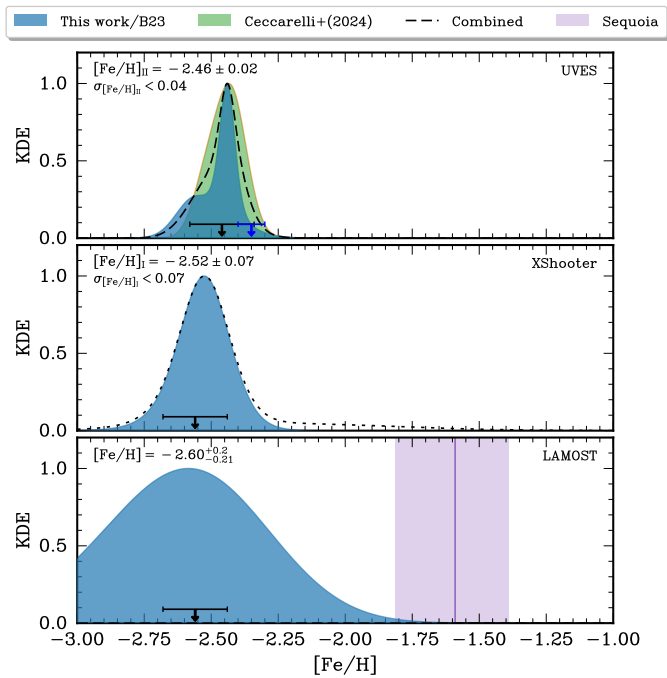 This work/B23 Ceccarelli+(2024) Combined Sequoia
[Fe/H]II = −2.46 ± 0.02
σ[Fe/H]II < 0.04
UVES
KDE
1.0
0.5
0.0
[Fe/H]I = −2.52 ± 0.07
σ[Fe/H]I < 0.07
XShooter
KDE
1.0
0.5
0.0
[Fe/H] = −2.60+0.2−0.21
LAMOST
KDE
1.0
0.5
0.0
−3.00 −2.75 −2.50 −2.25 −2.00 −1.75 −1.50 −1.25 −1.00
[Fe/H]